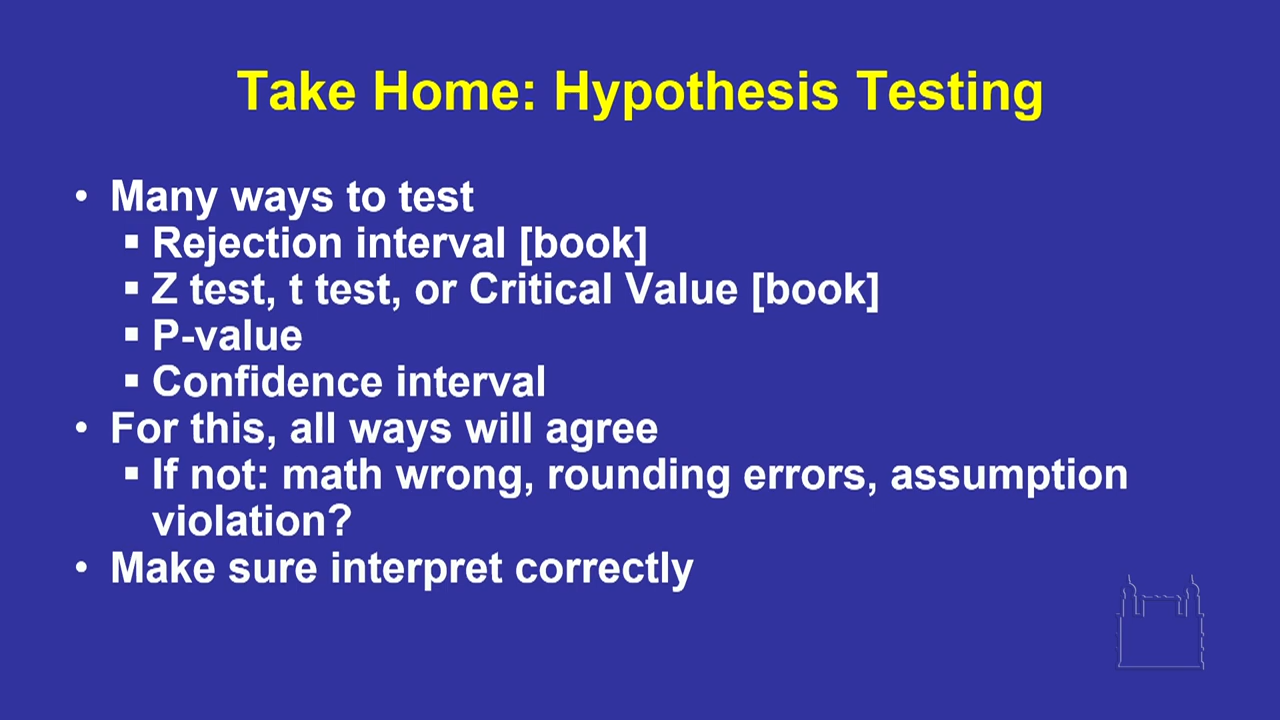 Take Home: Hypothesis Testing
• Many ways to test
▪ Rejection interval [book]
▪ Z test, t test, or Critical Value [book]
▪ P-value
▪ Confidence interval
• For this, all ways will agree
▪ If not: math wrong, rounding errors, assumption
violation?
• Make sure interpret correctly